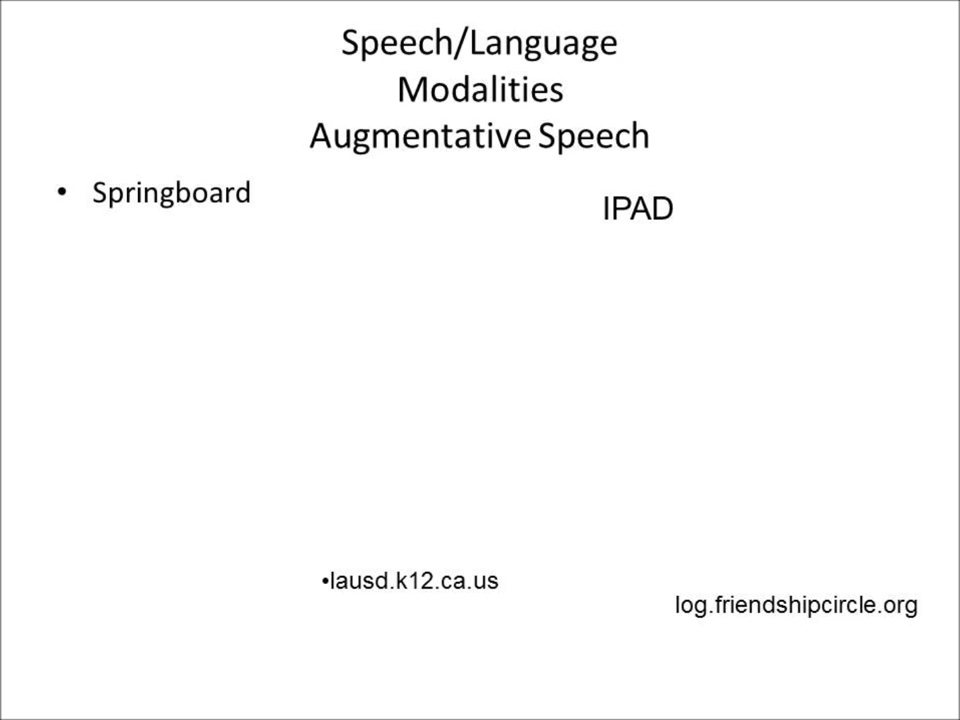 Speech/Language
Modalities
Augmentative Speech
• Springboard
IPAD
•lausd.k12.ca.us
log.friendshipcircle.org